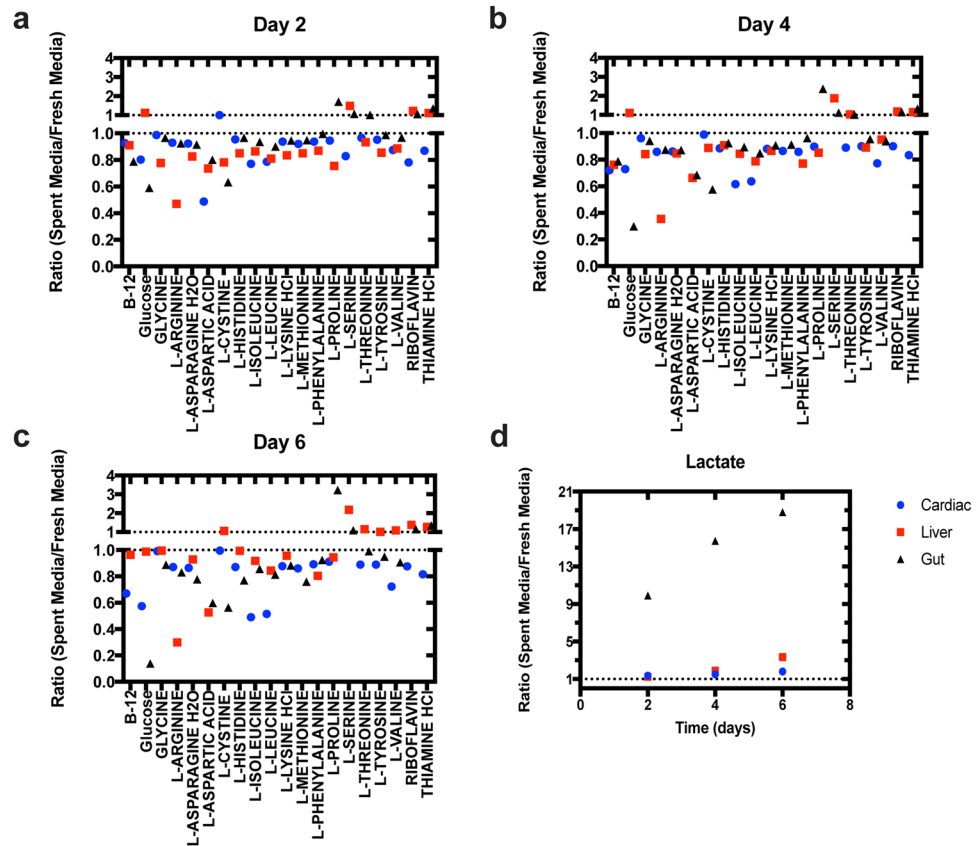 a
Day 2
Ratio (Spent Media/Fresh Media)
4
3
2
1
1.0
0.8
0.6
0.4
0.2
0.0
B-12
Glucose
GLYCINE
L-ARGININE
L-ASPARAGINE H2O
L-ASPARTIC ACID
L-CYSTINE
L-HISTIDINE
L-ISOLEUCINE
L-LEUCINE
L-LYSINE HCl
L-METHIONINE
L-PHENYLALANINE
L-PROLINE
L-SERINE
L-THREONINE
L-TYROSINE
L-VALINE
RIBOFLAVIN
THIAMINE HCl
b
Day 4
Ratio (Spent Media/Fresh Media)
4
3
2
1
1.0
0.8
0.6
0.4
0.2
0.0
B-12
Glucose
GLYCINE
L-ARGININE
L-ASPARAGINE H2O
L-ASPARTIC ACID
L-CYSTINE
L-HISTIDINE
L-ISOLEUCINE
L-LEUCINE
L-LYSINE HCl
L-METHIONINE
L-PHENYLALANINE
L-PROLINE
L-SERINE
L-THREONINE
L-TYROSINE
L-VALINE
RIBOFLAVIN
THIAMINE HCl
c
Day 6
Ratio (Spent Media/Fresh Media)
4
3
2
1
1.0
0.8
0.6
0.4
0.2
0.0
B-12
Glucose
GLYCINE
L-ARGININE
L-ASPARAGINE H2O
L-ASPARTIC ACID
L-CYSTINE
L-HISTIDINE
L-ISOLEUCINE
L-LEUCINE
L-LYSINE HCl
L-METHIONINE
L-PHENYLALANINE
L-PROLINE
L-SERINE
L-THREONINE
L-TYROSINE
L-VALINE
RIBOFLAVIN
THIAMINE HCl
d
Lactate
Ratio (Spent Media/Fresh Media)
21
17
13
9
5
1
0
2
4
6
8
Time (days)
Cardiac
Liver
Gut